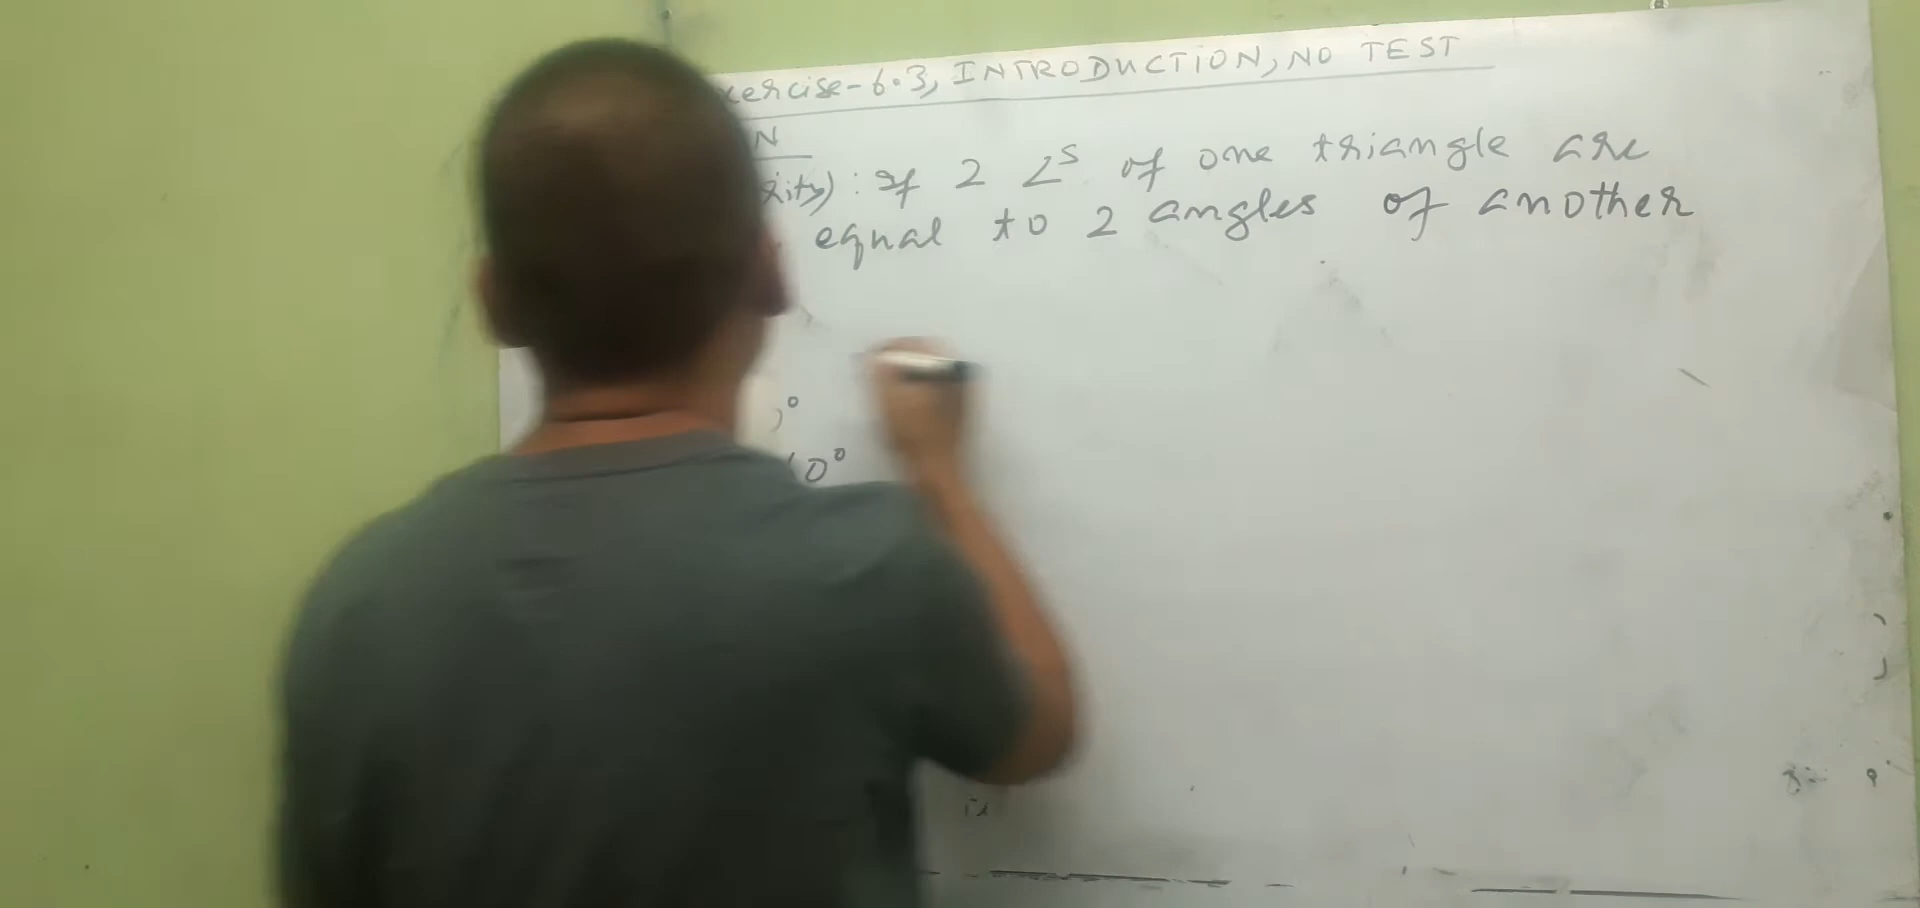 xercise-6.3, INTRODUCTION, NO TEST
N
rity): If 2 ∠s of one triangle are
equal to 2 angles of another
°
0°